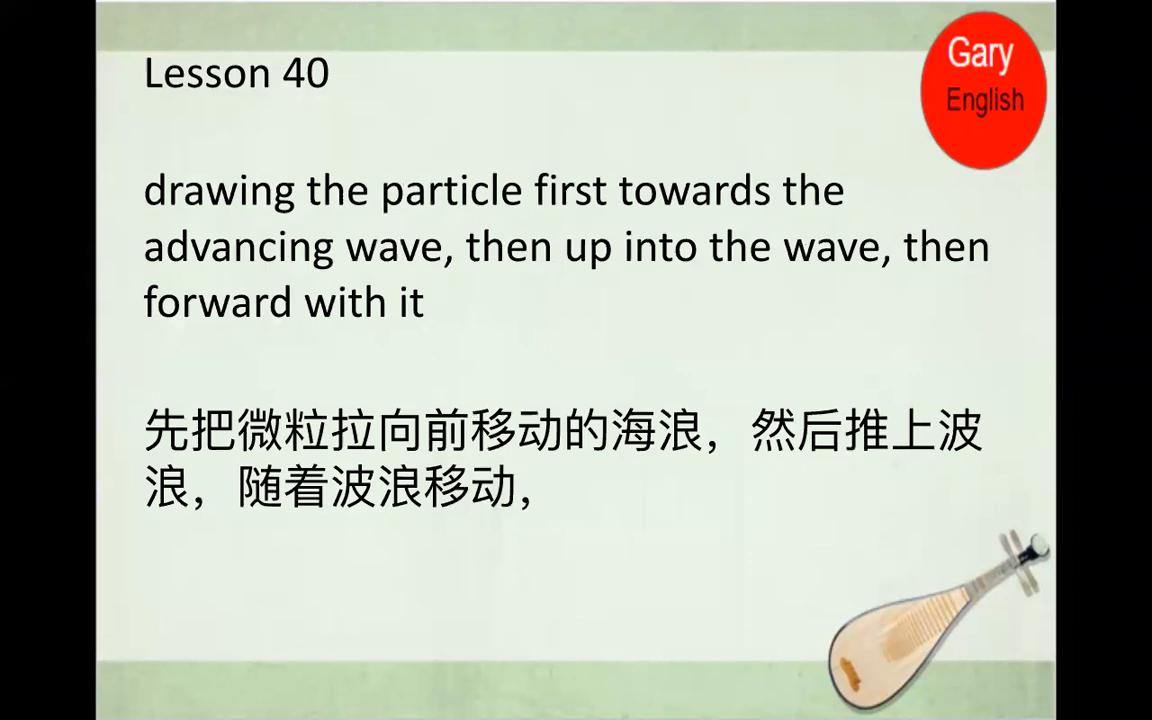 Lesson 40
Gary
English
drawing the particle first towards the
advancing wave, then up into the wave, then
forward with it
先把微粒拉向前移动的海浪，然后推上波
浪，随着波浪移动，